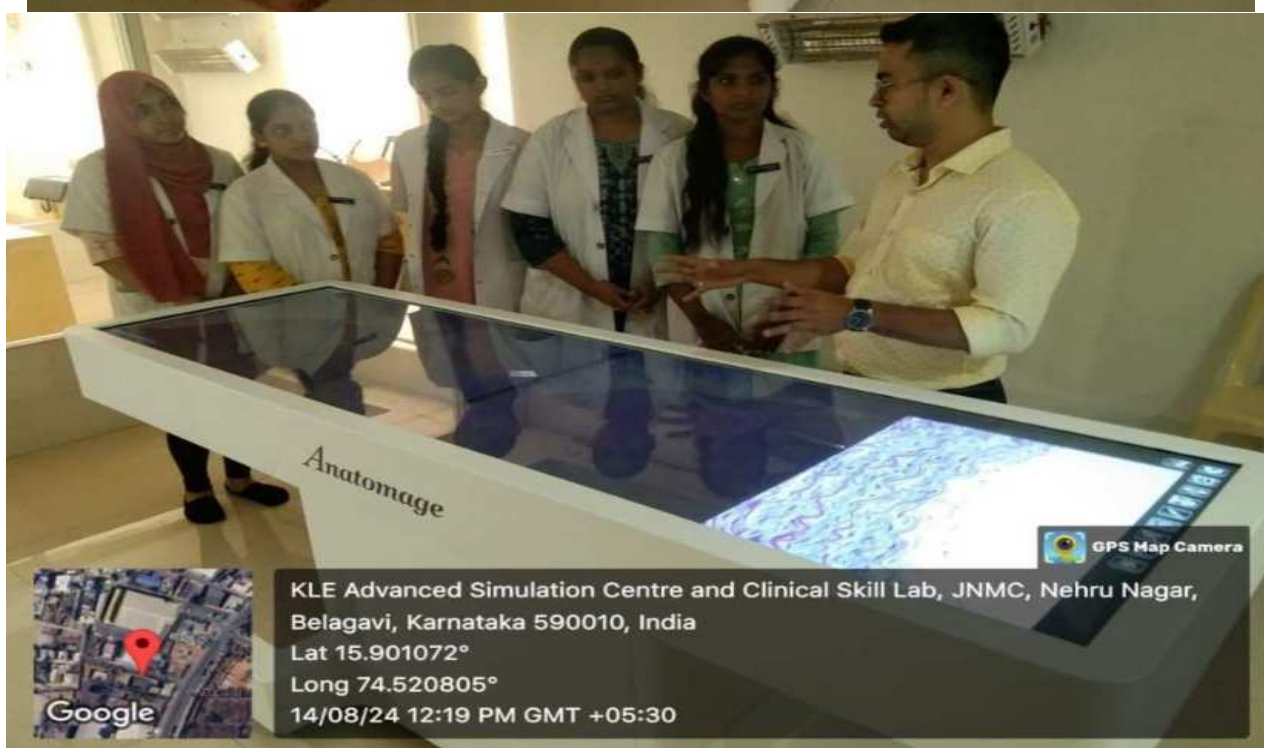 Anatomage
GPS Map Camera
KLE Advanced Simulation Centre and Clinical Skill Lab, JNMC, Nehru Nagar,
Belagavi, Karnataka 590010, India
Lat 15.901072°
Long 74.520805°
14/08/24 12:19 PM GMT +05:30
Google